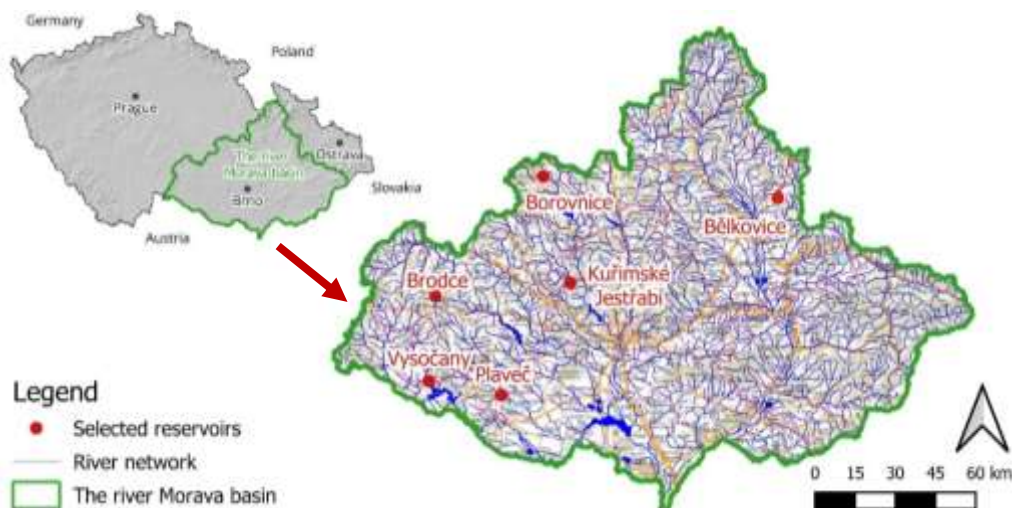 Germany
Poland
Prague
The river
Morava basin
Ostrava
Brno
Slovakia
Austria
Borovnice
Bělkovice
Brodce
Kuřimské
Jestřabí
Vysočany
Plaveč
Legend
Selected reservoirs
River network
The river Morava basin
0 15 30 45 60 km